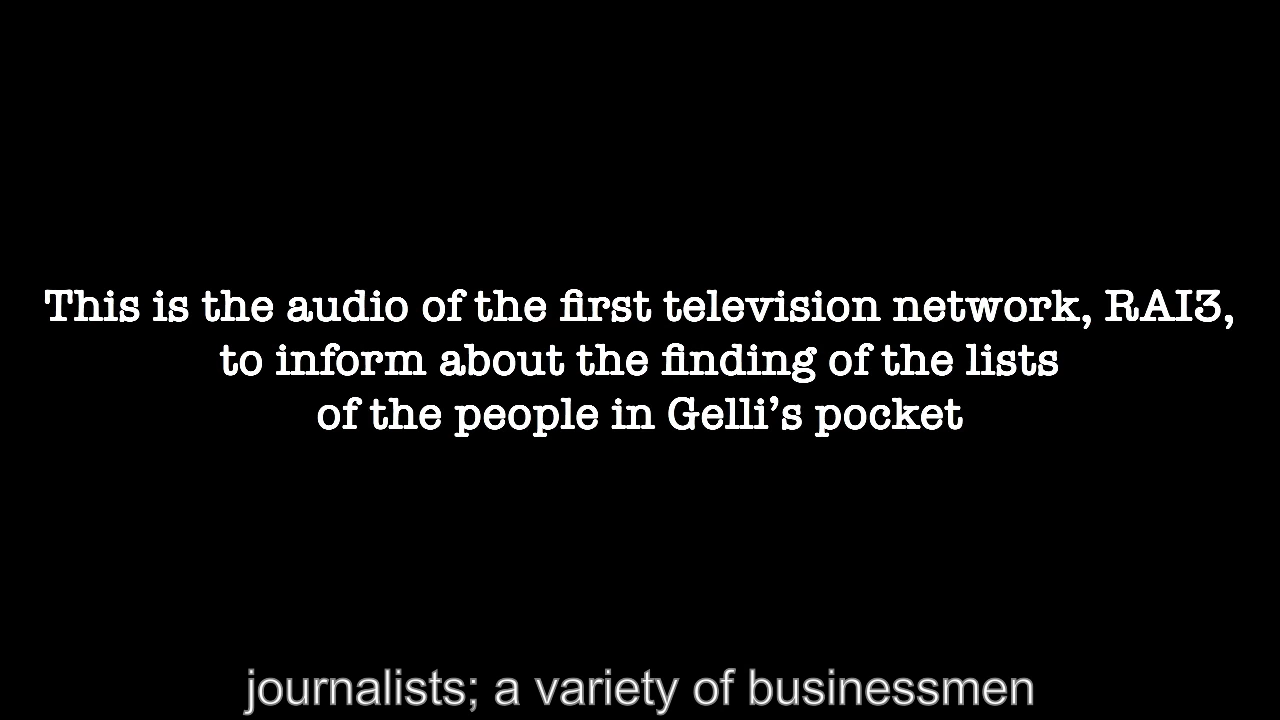 This is the audio of the first television network, RAI3,
to inform about the finding of the lists
of the people in Gelli’s pocket
journalists; a variety of businessmen